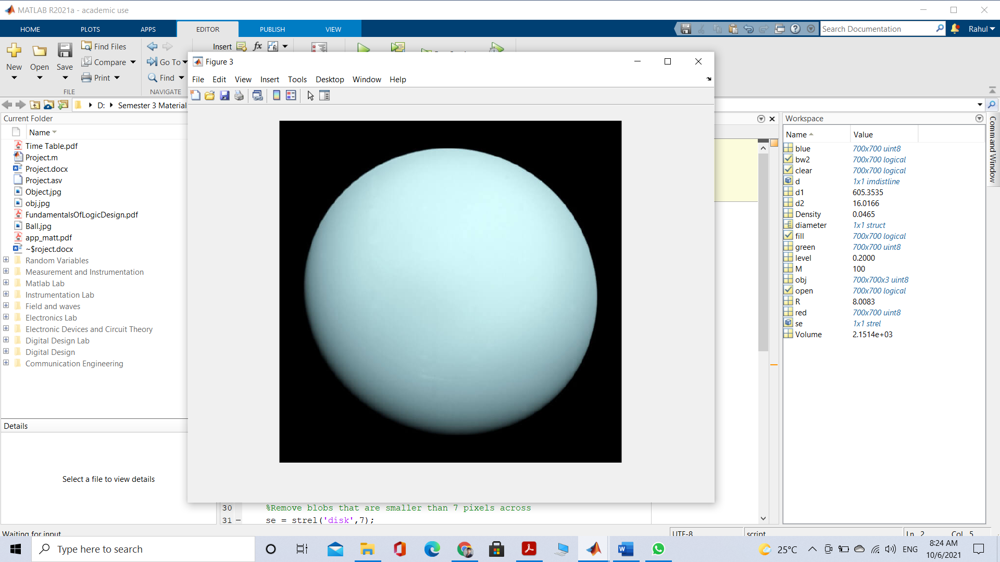 MATLAB R2021a - academic use
HOME PLOTS APPS EDITOR PUBLISH VIEW
Search Documentation
Rahul
New
Open
Save
Find Files
Compare
Print
FILE
Go To
Find
NAVIGATE
Insert
fx
Figure 3
File Edit View Insert Tools Desktop Window Help
D: Semester 3 Material
Current Folder
Name
Time Table.pdf
Project.m
Project.docx
Project.asv
Object.jpg
obj.jpg
FundamentalsOfLogicDesign.pdf
Ball.jpg
app_matt.pdf
~$roject.docx
Random Variables
Measurement and Instrumentation
Matlab Lab
Instrumentation Lab
Field and waves
Electronics Lab
Electronic Devices and Circuit Theory
Digital Design Lab
Digital Design
Communication Engineering
Details
Select a file to view details
30 %Remove blobs that are smaller than 7 pixels across
31 – se = strel('disk',7);
Workspace
Name Value
blue 700x700 uint8
bw2 700x700 logical
clear 700x700 logical
d 1x1 imdistline
d1 605.3535
d2 16.0166
Density 0.0465
diameter 1x1 struct
fill 700x700 logical
green 700x700 uint8
level 0.2000
M 100
obj 700x700x3 uint8
open 700x700 logical
R 8.0083
red 700x700 uint8
se 1x1 strel
Volume 2.1514e+03
Command Window
Waiting for input
UTF-8 script Ln 2 Col 5
Type here to search
25°C
ENG
8:24 AM
10/6/2021